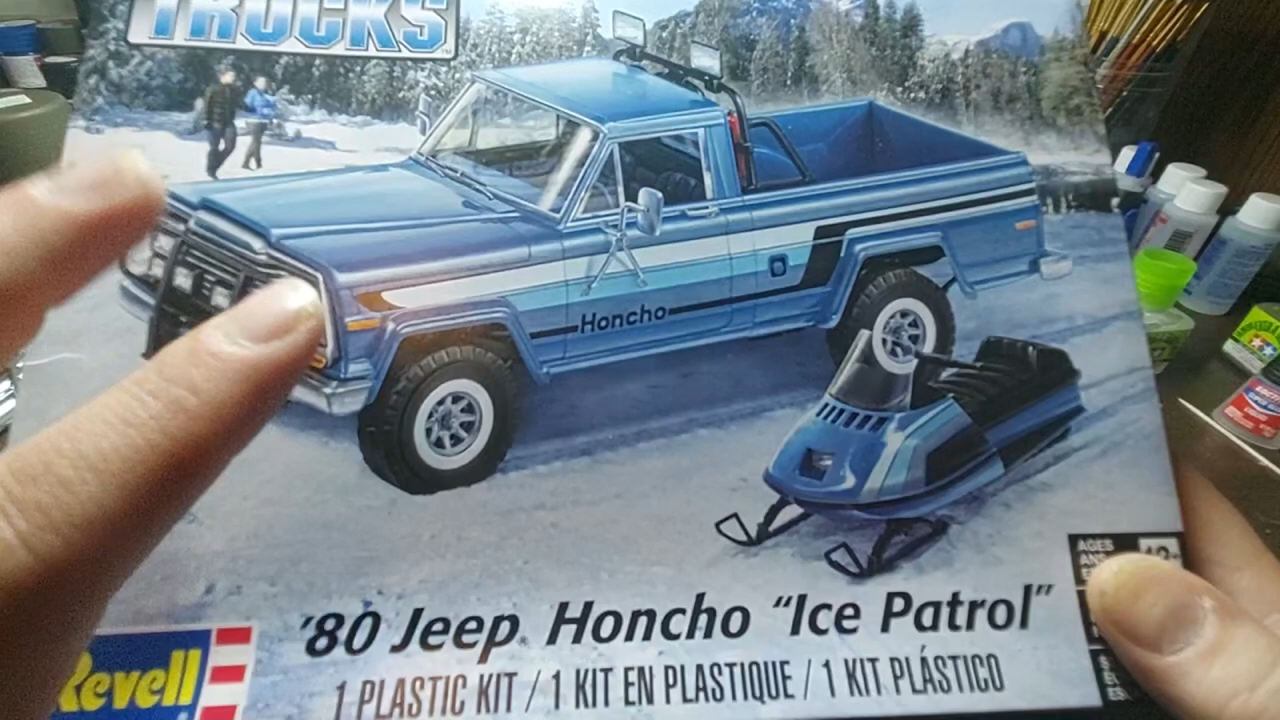 TRUCKS
Honcho
'80 Jeep Honcho "Ice Patrol"
Revell
1 PLASTIC KIT / 1 KIT EN PLASTIQUE / 1 KIT PLÁSTICO
AGES